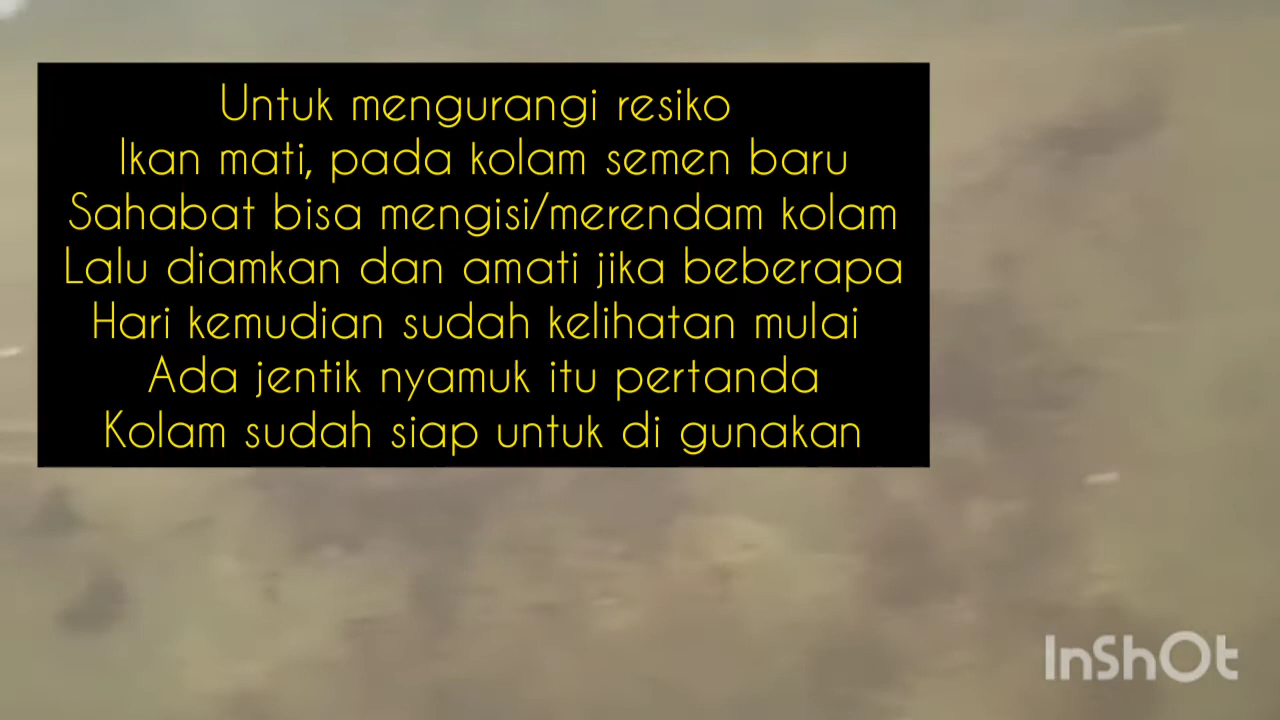 Untuk mengurangi resiko
Ikan mati, pada kolam semen baru
Sahabat bisa mengisi/merendam kolam
Lalu diamkan dan amati jika beberapa
Hari kemudian sudah kelihatan mulai
Ada jentik nyamuk itu pertanda
Kolam sudah siap untuk di gunakan
InShOt